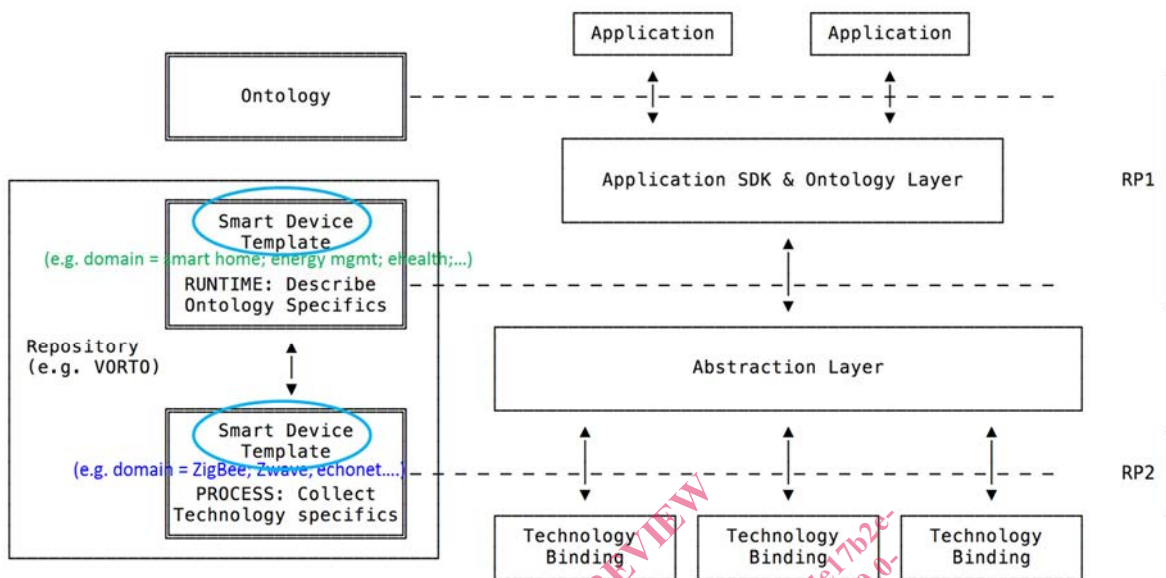 Application
Application
Ontology
Application SDK & Ontology Layer
RP1
Smart Device
Template
(e.g. domain = smart home; energy mgmt; ehealth;...)
RUNTIME: Describe
Ontology Specifics
Repository
(e.g. VORTO)
Abstraction Layer
Smart Device
Template
(e.g. domain = ZigBee; Zwave, echonet....)
PROCESS: Collect
Technology specifics
RP2
Technology
Binding
Technology
Binding
Technology
Binding